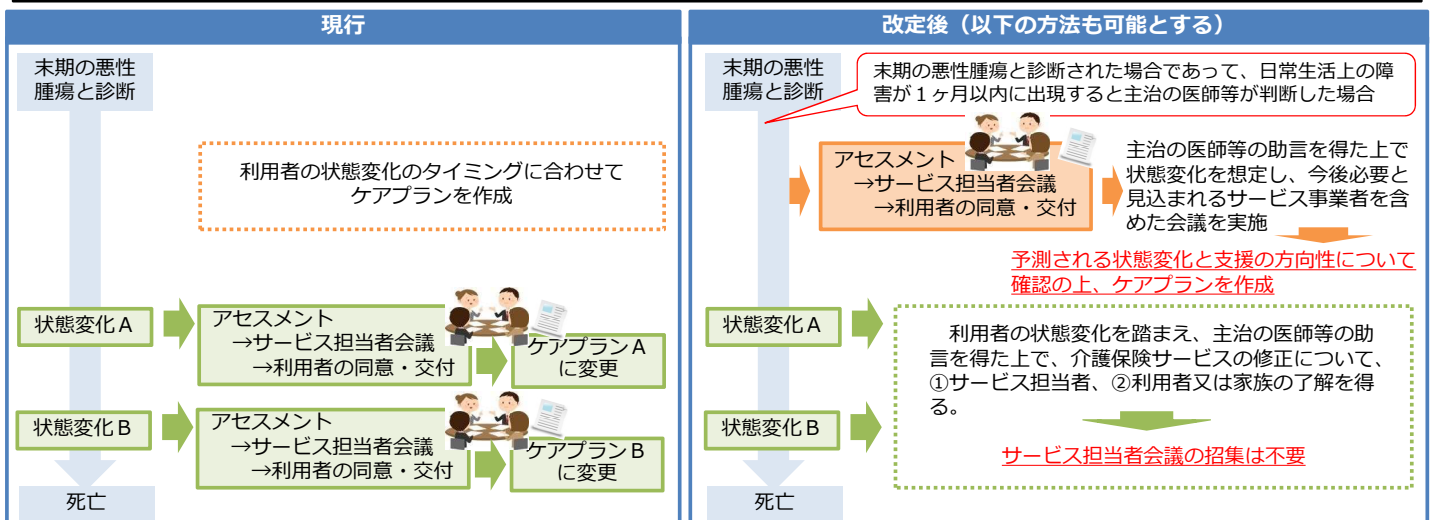 現行
末期の悪性
腫瘍と診断
利用者の状態変化のタイミングに合わせて
ケアプランを作成
状態変化A
アセスメント
→サービス担当者会議
→利用者の同意・交付
ケアプランA
に変更
状態変化B
アセスメント
→サービス担当者会議
→利用者の同意・交付
ケアプランB
に変更
死亡
改定後(以下の方法も可能とする)
末期の悪性
腫瘍と診断
末期の悪性腫瘍と診断された場合であって、日常生活上の障
害が1ヶ月以内に出現すると主治の医師等が判断した場合
アセスメント
→サービス担当者会議
→利用者の同意・交付
主治の医師等の助言を得た上で
状態変化を想定し、今後必要と
見込まれるサービス事業者を含
めた会議を実施
予測される状態変化と支援の方向性について
確認の上、ケアプランを作成
状態変化A
利用者の状態変化を踏まえ、主治の医師等の助
言を得た上で、介護保険サービスの修正について、
①サービス担当者、②利用者又は家族の了解を得
る。
状態変化B
サービス担当者会議の招集は不要
死亡